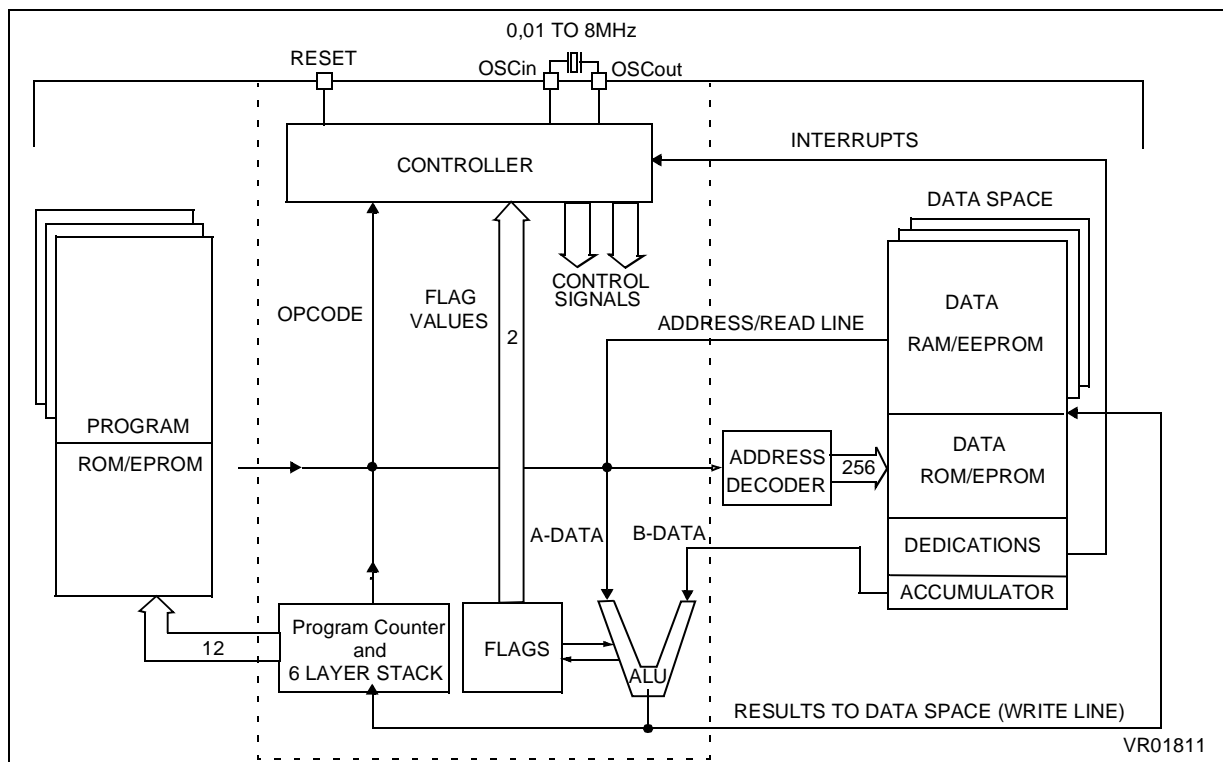 0,01 TO 8MHz
RESET
OSCin
OSCout
INTERRUPTS
CONTROLLER
DATA SPACE
CONTROL
SIGNALS
FLAG
VALUES
OPCODE
2
ADDRESS/READ LINE
DATA
RAM/EEPROM
PROGRAM
ROM/EPROM
ADDRESS
DECODER
256
DATA
ROM/EPROM
A-DATA
B-DATA
DEDICATIONS
ACCUMULATOR
12
Program Counter
and
6 LAYER STACK
FLAGS
ALU
RESULTS TO DATA SPACE (WRITE LINE)
VR01811